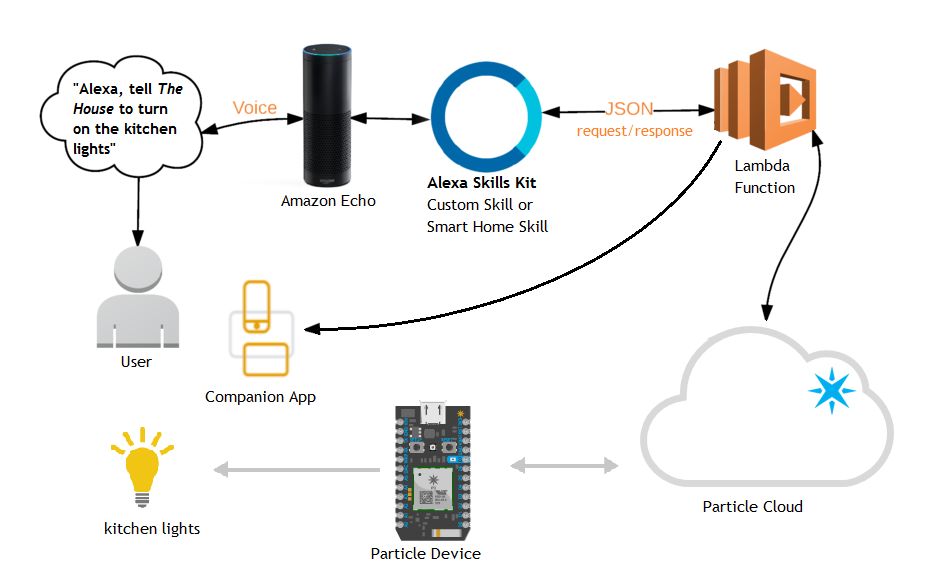 "Alexa, tell The
House to turn
on the kitchen
lights"
Voice
Amazon Echo
Alexa Skills Kit
Custom Skill or
Smart Home Skill
JSON
request/response
Lambda
Function
User
Companion App
kitchen lights
Particle Device
Particle Cloud